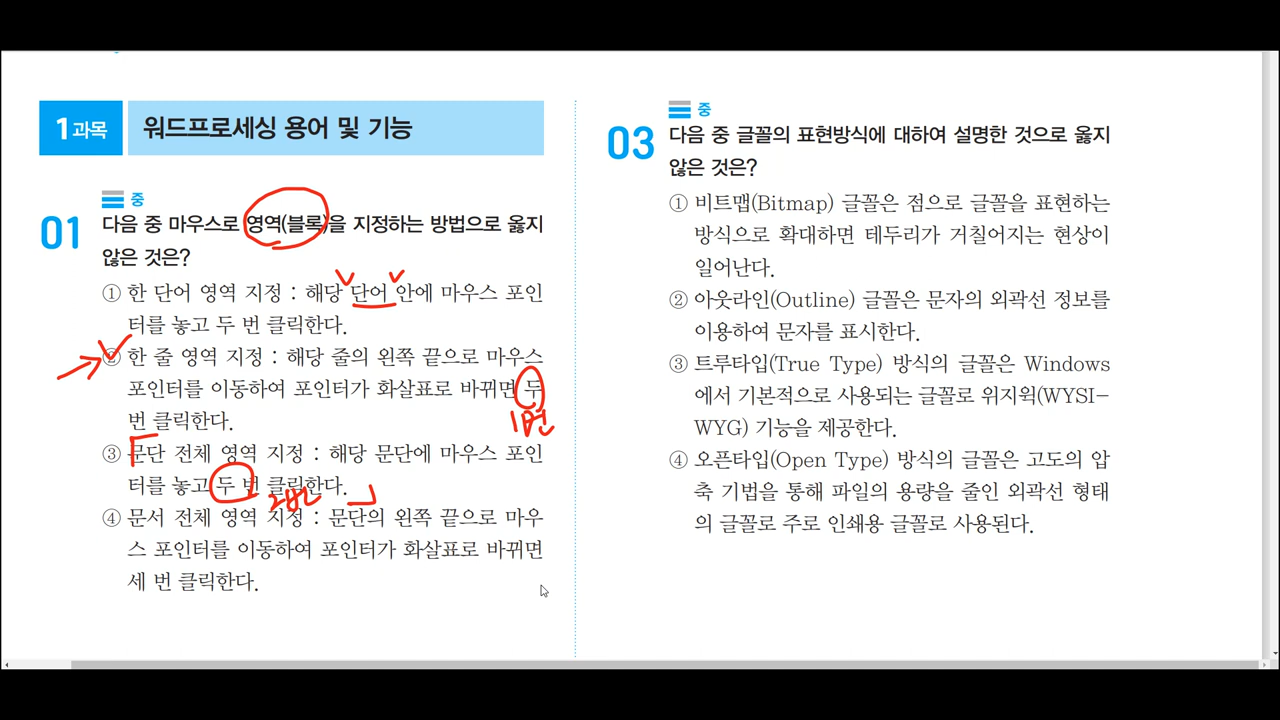 1과목
워드프로세싱 용어 및 기능
중
01
다음 중 마우스로 영역(블록)을 지정하는 방법으로 옳지
않은 것은?
① 한 단어 영역 지정 : 해당 단어 안에 마우스 포인
터를 놓고 두 번 클릭한다.
② 한 줄 영역 지정 : 해당 줄의 왼쪽 끝으로 마우스
포인터를 이동하여 포인터가 화살표로 바뀌면 두
번 클릭한다.
1번
③ 문단 전체 영역 지정 : 해당 문단에 마우스 포인
터를 놓고 두 번 클릭한다.
④ 문서 전체 영역 지정 : 문단의 왼쪽 끝으로 마우
스 포인터를 이동하여 포인터가 화살표로 바뀌면
세 번 클릭한다.
중
03
다음 중 글꼴의 표현방식에 대하여 설명한 것으로 옳지
않은 것은?
① 비트맵(Bitmap) 글꼴은 점으로 글꼴을 표현하는
방식으로 확대하면 테두리가 거칠어지는 현상이
일어난다.
② 아웃라인(Outline) 글꼴은 문자의 외곽선 정보를
이용하여 문자를 표시한다.
③ 트루타입(True Type) 방식의 글꼴은 Windows
에서 기본적으로 사용되는 글꼴로 위지윅(WYSI-
WYG) 기능을 제공한다.
④ 오픈타입(Open Type) 방식의 글꼴은 고도의 압
축 기법을 통해 파일의 용량을 줄인 외곽선 형태
의 글꼴로 주로 인쇄용 글꼴로 사용된다.